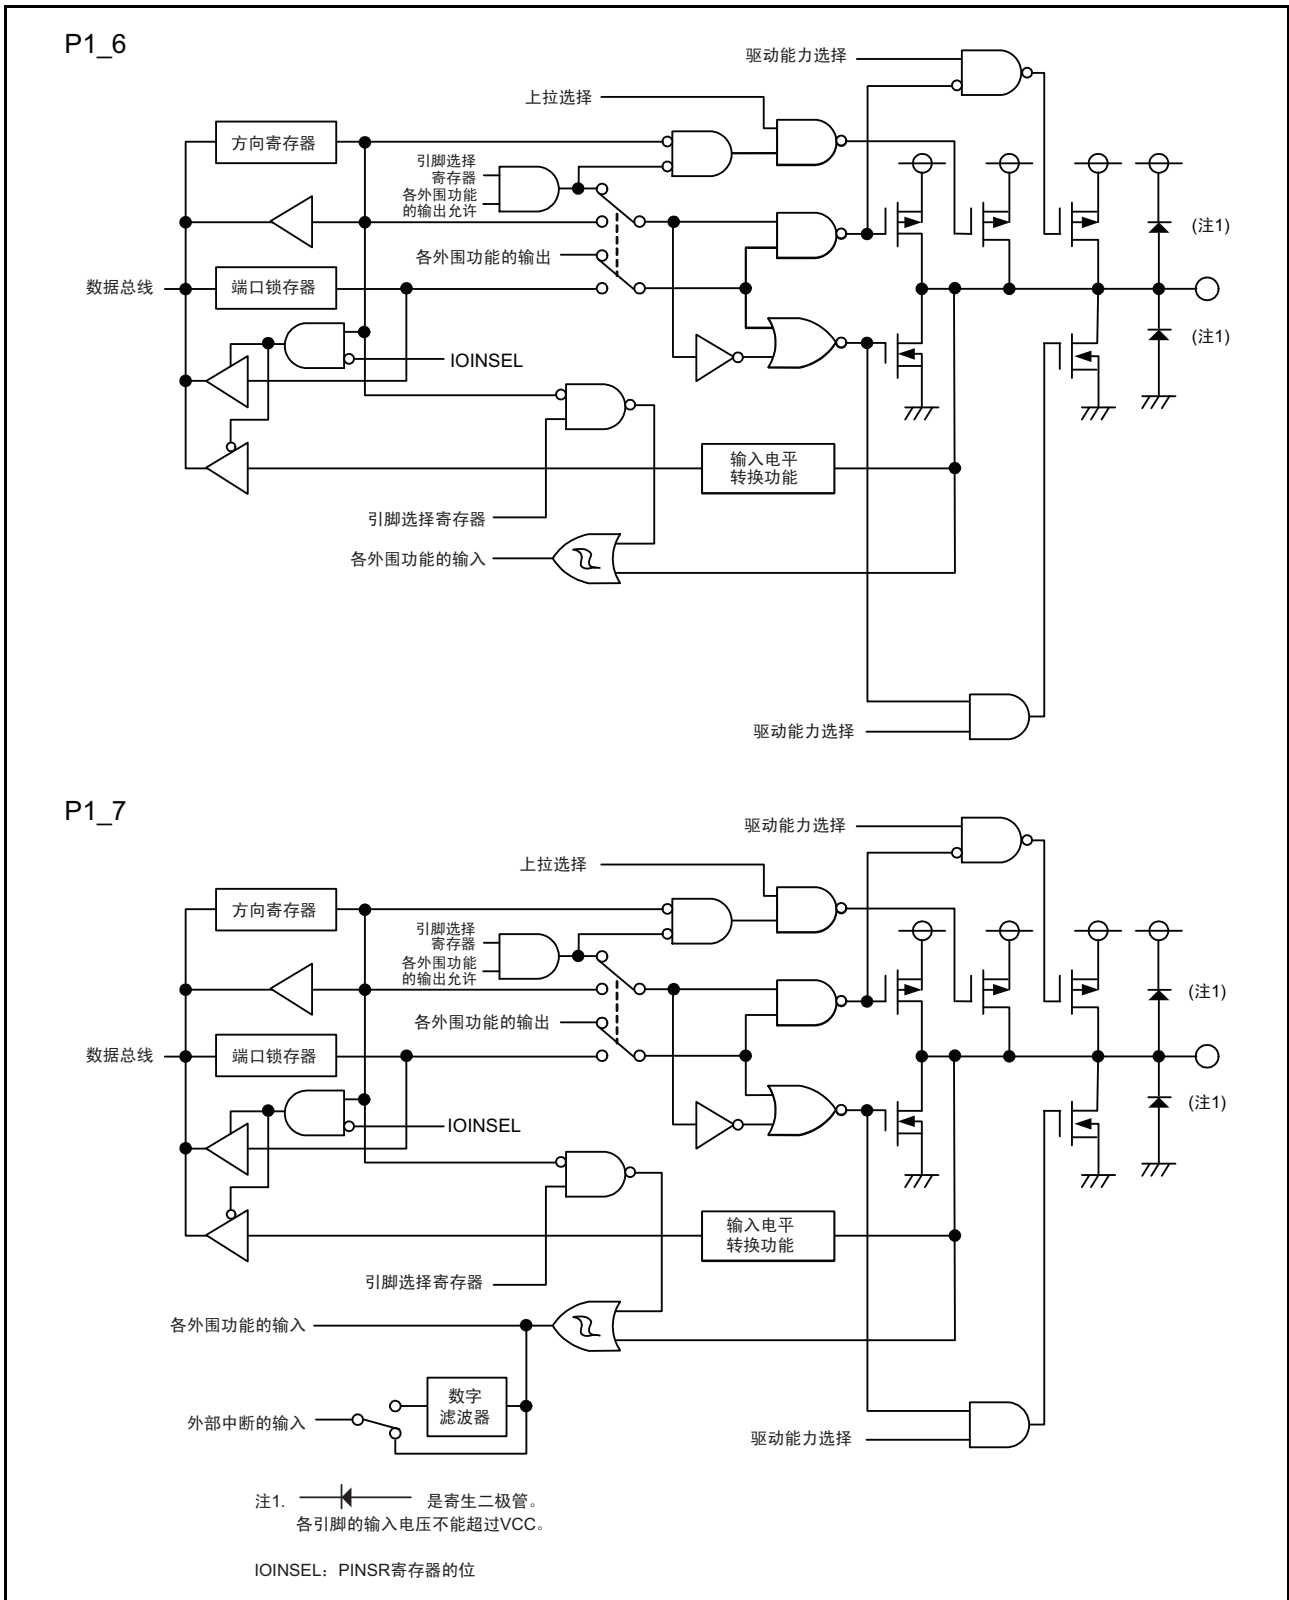 P1_6
驱动能力选择
上拉选择
方向寄存器
引脚选择
寄存器
各外围功能
的输出允许
(注1)
各外围功能的输出
数据总线
端口锁存器
(注1)
IOINSEL
输入电平
转换功能
引脚选择寄存器
各外围功能的输入
驱动能力选择
P1_7
驱动能力选择
上拉选择
方向寄存器
引脚选择
寄存器
各外围功能
的输出允许
(注1)
各外围功能的输出
数据总线
端口锁存器
(注1)
IOINSEL
输入电平
转换功能
引脚选择寄存器
各外围功能的输入
数字
滤波器
外部中断的输入
驱动能力选择
注1. 是寄生二极管。
各引脚的输入电压不能超过VCC。
IOINSEL：PINSR寄存器的位